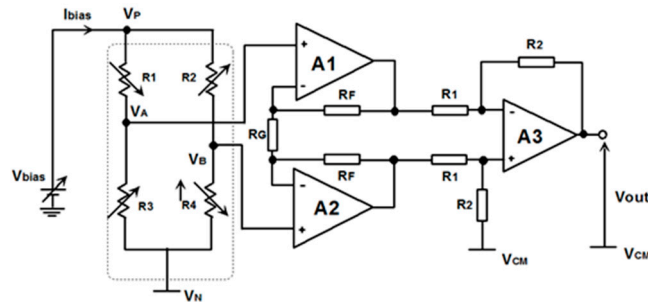 Ibias
VP
R1
R2
VA
VB
Vbias
R3
R4
VN
A1
RF
RG
RF
A2
R1
R1
R2
R2
A3
VCM
Vout
VCM
+
-
-
+
-
+